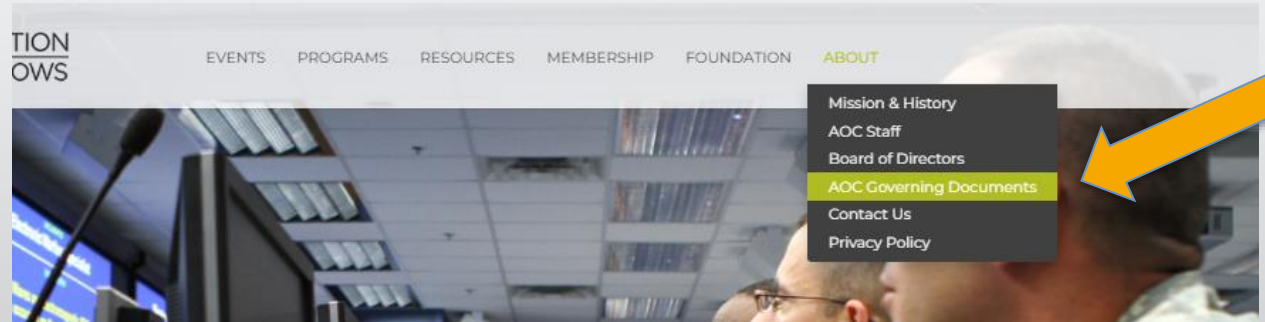 TION
OWS
EVENTS PROGRAMS RESOURCES MEMBERSHIP FOUNDATION ABOUT
Mission & History
AOC Staff
Board of Directors
AOC Governing Documents
Contact Us
Privacy Policy